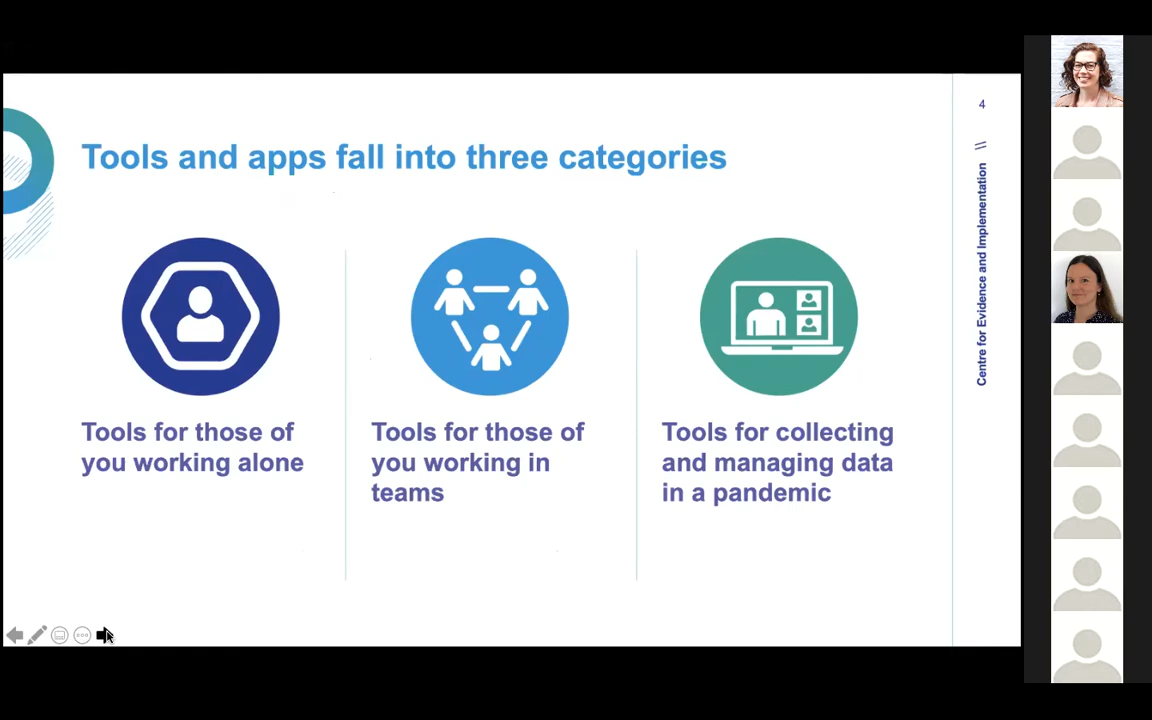 Tools and apps fall into three categories
Tools for those of
you working alone
Tools for those of
you working in
teams
Tools for collecting
and managing data
in a pandemic
4
//
Centre for Evidence and Implementation